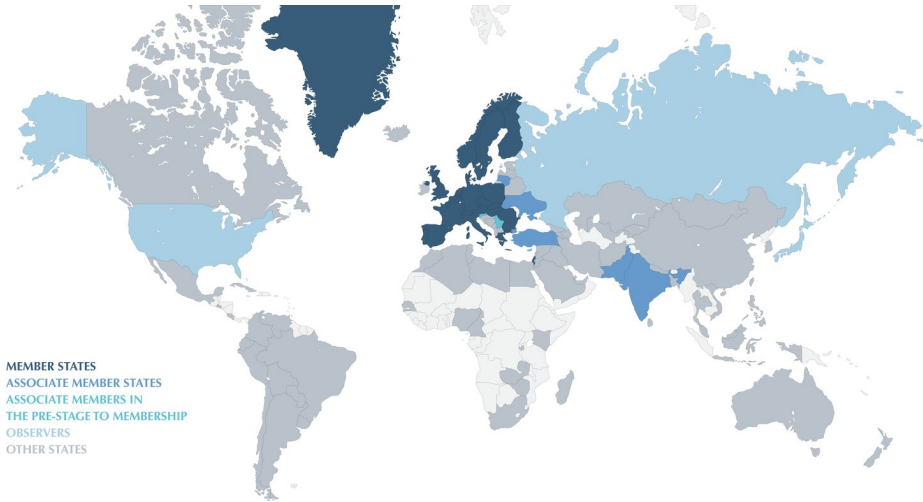 MEMBER STATES
ASSOCIATE MEMBER STATES
ASSOCIATE MEMBERS IN
THE PRE-STAGE TO MEMBERSHIP
OBSERVERS
OTHER STATES